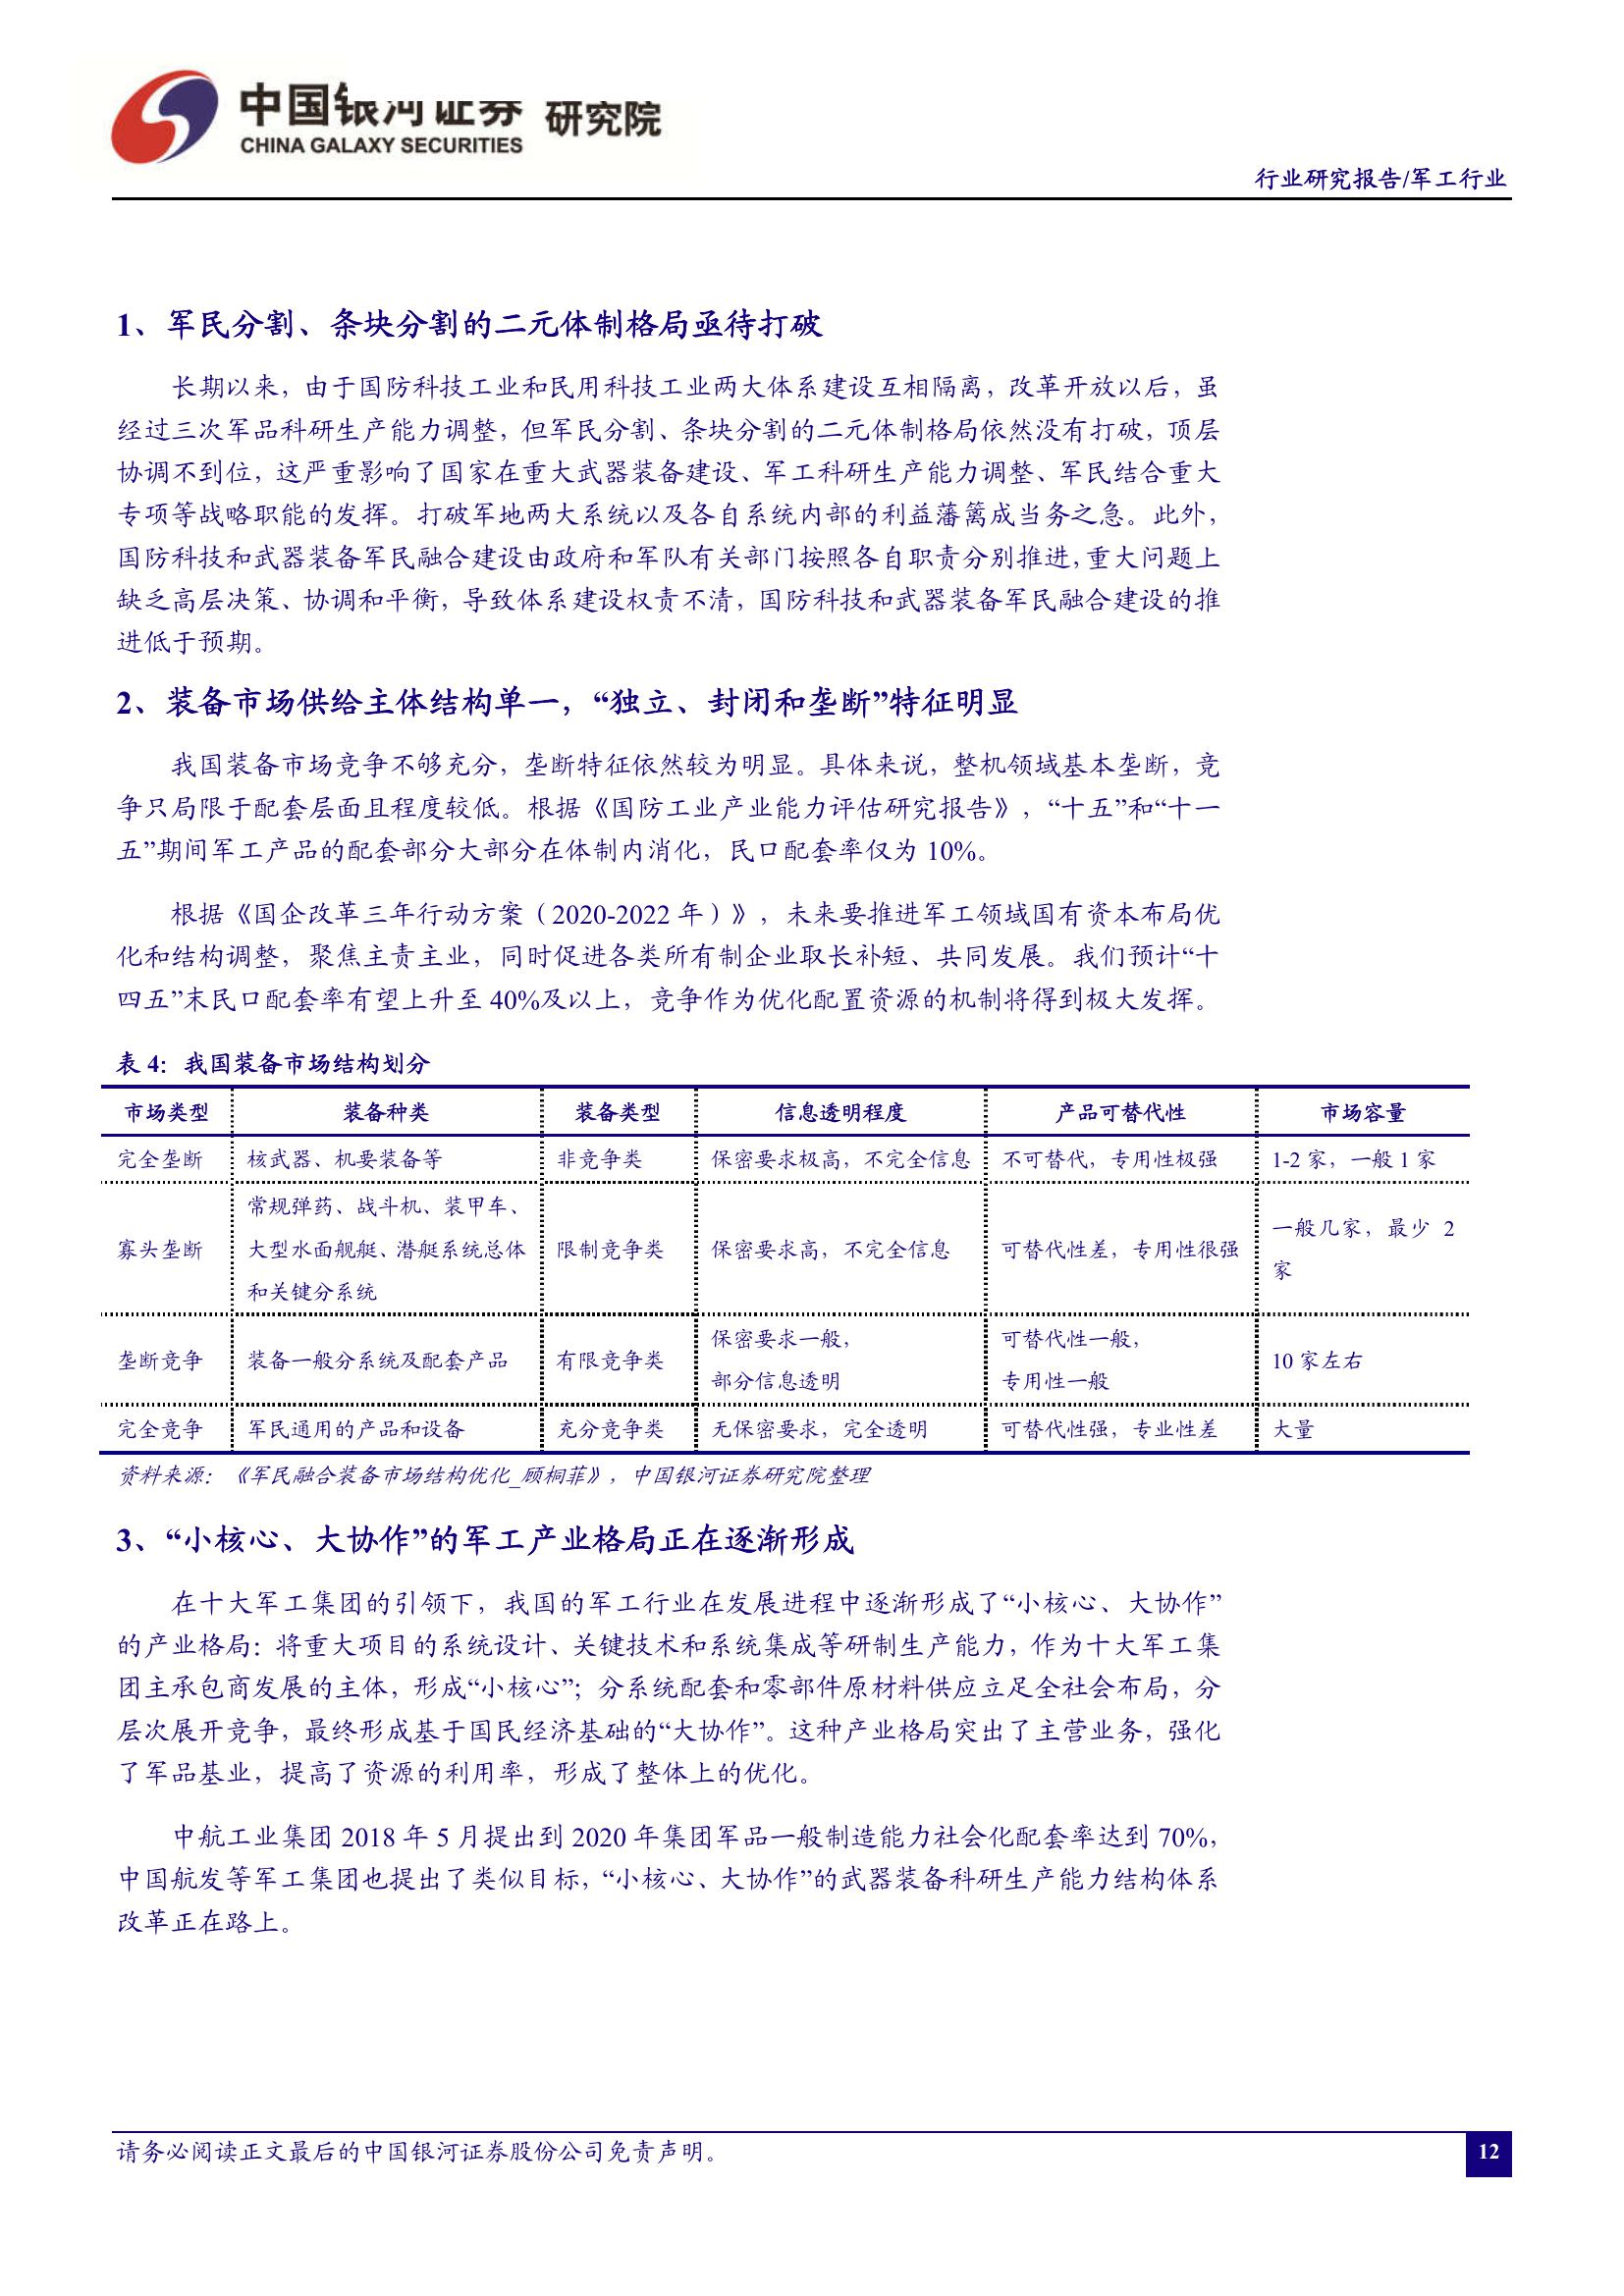 中国银河证券 研究院
CHINA GALAXY SECURITIES
行业研究报告/军工行业
1、军民分割、条块分割的二元体制格局亟待打破
长期以来，由于国防科技工业和民用科技工业两大体系建设互相隔离，改革开放以后，虽
经过三次军品科研生产能力调整，但军民分割、条块分割的二元体制格局依然没有打破，顶层
协调不到位，这严重影响了国家在重大武器装备建设、军工科研生产能力调整、军民结合重大
专项等战略职能的发挥。打破军地两大系统以及各自系统内部的利益藩篱成当务之急。此外，
国防科技和武器装备军民融合建设由政府和军队有关部门按照各自职责分别推进，重大问题上
缺乏高层决策、协调和平衡，导致体系建设权责不清，国防科技和武器装备军民融合建设的推
进低于预期。
2、装备市场供给主体结构单一，“独立、封闭和垄断”特征明显
我国装备市场竞争不够充分，垄断特征依然较为明显。具体来说，整机领域基本垄断，竞
争只局限于配套层面且程度较低。根据《国防工业产业能力评估研究报告》，“十五”和“十一
五”期间军工产品的配套部分大部分在体制内消化，民口配套率仅为 10%。
根据《国企改革三年行动方案（2020-2022 年）》，未来要推进军工领域国有资本布局优
化和结构调整，聚焦主责主业，同时促进各类所有制企业取长补短、共同发展。我们预计“十
四五”末民口配套率有望上升至 40%及以上，竞争作为优化配置资源的机制将得到极大发挥。
表 4：我国装备市场结构划分
市场类型 装备种类 装备类型 信息透明程度 产品可替代性 市场容量
完全垄断 核武器、机要装备等 非竞争类 保密要求极高，不完全信息 不可替代，专用性极强 1-2 家，一般 1 家
常规弹药、战斗机、装甲车、
大型水面舰艇、潜艇系统总体
和关键分系统
寡头垄断 限制竞争类 保密要求高，不完全信息 可替代性差，专用性很强
一般几家，最少 2
家
垄断竞争 装备一般分系统及配套产品 有限竞争类
保密要求一般，
部分信息透明
可替代性一般，
专用性一般
10 家左右
完全竞争 军民通用的产品和设备 充分竞争类 无保密要求，完全透明 可替代性强，专业性差 大量
资料来源：《军民融合装备市场结构优化_顾桐菲》，中国银河证券研究院整理
3、“小核心、大协作”的军工产业格局正在逐渐形成
在十大军工集团的引领下，我国的军工行业在发展进程中逐渐形成了“小核心、大协作”
的产业格局：将重大项目的系统设计、关键技术和系统集成等研制生产能力，作为十大军工集
团主承包商发展的主体，形成“小核心”；分系统配套和零部件原材料供应立足全社会布局，分
层次展开竞争，最终形成基于国民经济基础的“大协作”。这种产业格局突出了主营业务，强化
了军品基业，提高了资源的利用率，形成了整体上的优化。
中航工业集团 2018 年 5 月提出到 2020 年集团军品一般制造能力社会化配套率达到 70%，
中国航发等军工集团也提出了类似目标，“小核心、大协作”的武器装备科研生产能力结构体系
改革正在路上。
请务必阅读正文最后的中国银河证券股份公司免责声明。
12